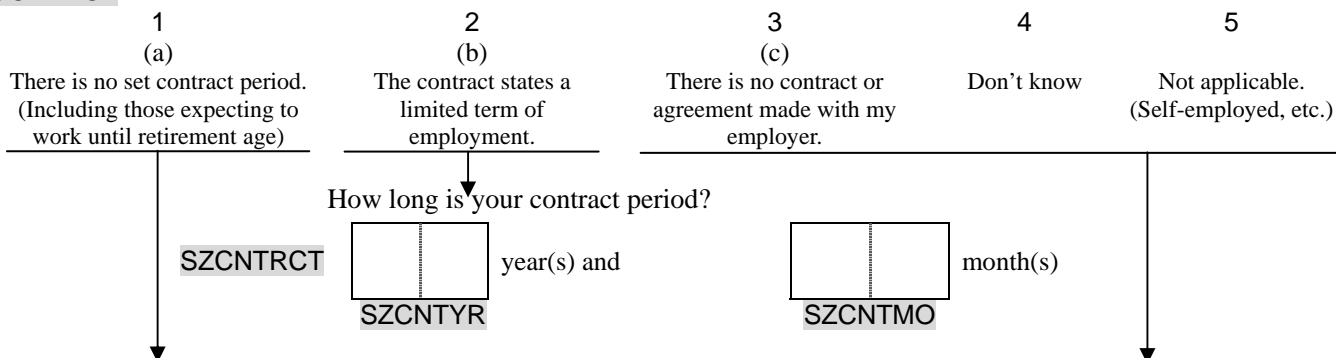 1 2 3 4 5
(a) (b) (c)
There is no set contract period. The contract states a There is no contract or Don't know Not applicable.
(Including those expecting to limited term of agreement made with my (Self-employed, etc.)
work until retirement age) employment. employer.
How long is your contract period?
SZCNTRCT year(s) and month(s)
SZCNTYR SZCNTMO